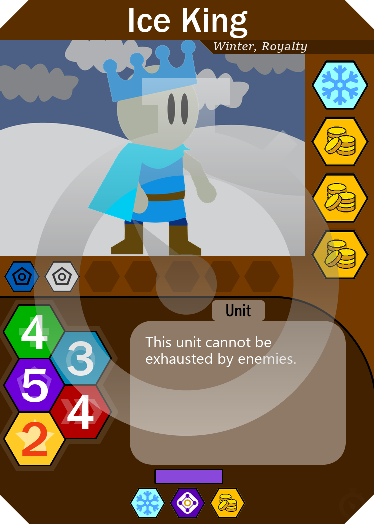 Ice King
Winter, Royalty
Unit
This unit cannot be
exhausted by enemies.
4
3
5
4
2